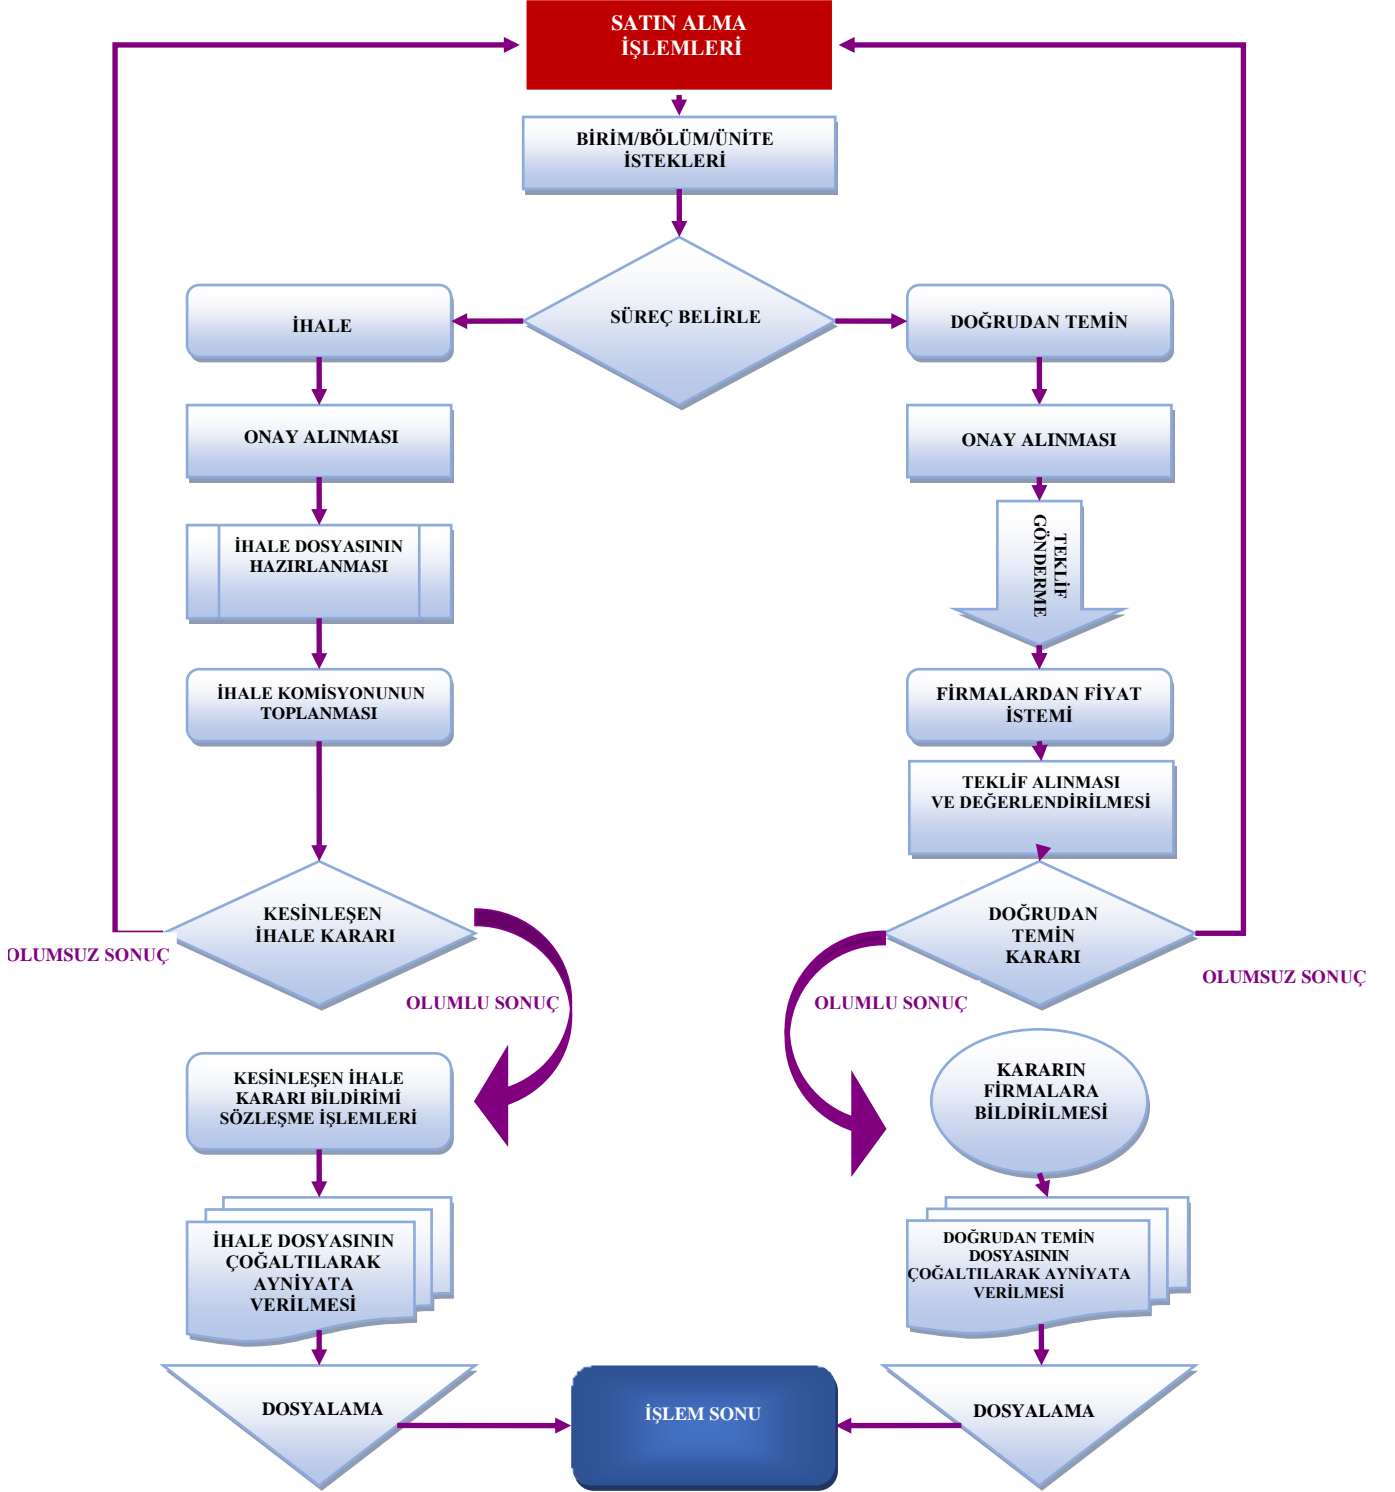 SATIN ALMA
İŞLEMLERİ
BİRİM/BÖLÜM/ÜNİTE
İSTEKLERİ
SÜREÇ BELİRLE
İHALE
ONAY ALINMASI
İHALE DOSYASININ
HAZIRLANMASI
İHALE KOMİSYONUNUN
TOPLANMASI
KESİNLEŞEN
İHALE KARARI
OLUMSUZ SONUÇ
OLUMLU SONUÇ
KESİNLEŞEN İHALE
KARARI BİLDİRİMİ
SÖZLEŞME İŞLEMLERİ
İHALE DOSYASININ
ÇOĞALTILARAK
AYNİYATA
VERİLMESİ
DOSYALAMA
DOĞRUDAN TEMİN
ONAY ALINMASI
TEKLİF
GÖNDERME
FİRMALARDAN FİYAT
İSTEMİ
TEKLİF ALINMASI
VE DEĞERLENDİRİLMESİ
DOĞRUDAN
TEMİN
KARARI
OLUMSUZ SONUÇ
OLUMLU SONUÇ
KARARIN
FİRMALARA
BİLDİRİLMESİ
DOĞRUDAN TEMİN
DOSYASININ
ÇOĞALTILARAK AYNİYATA
VERİLMESİ
DOSYALAMA
İŞLEM SONU